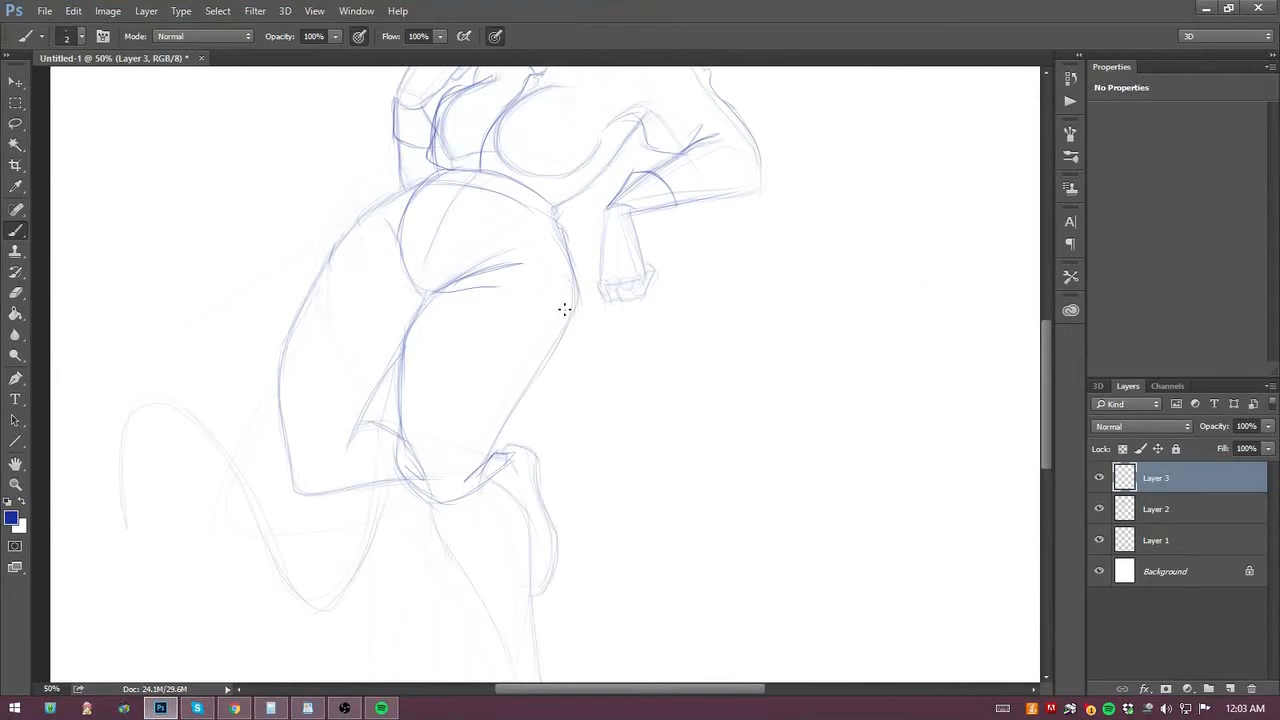 Ps File Edit Image Layer Type Select Filter 3D View Window Help
2 Mode: Normal Opacity: 100% Flow: 100% 3D
Untitled-1 @ 50% (Layer 3, RGB/8) *
Properties
No Properties
3D Layers Channels
Kind
Normal Opacity: 100%
Lock: Fill: 100%
Layer 3
Layer 2
Layer 1
Background
50% Doc: 24.1M/29.6M
12:03 AM